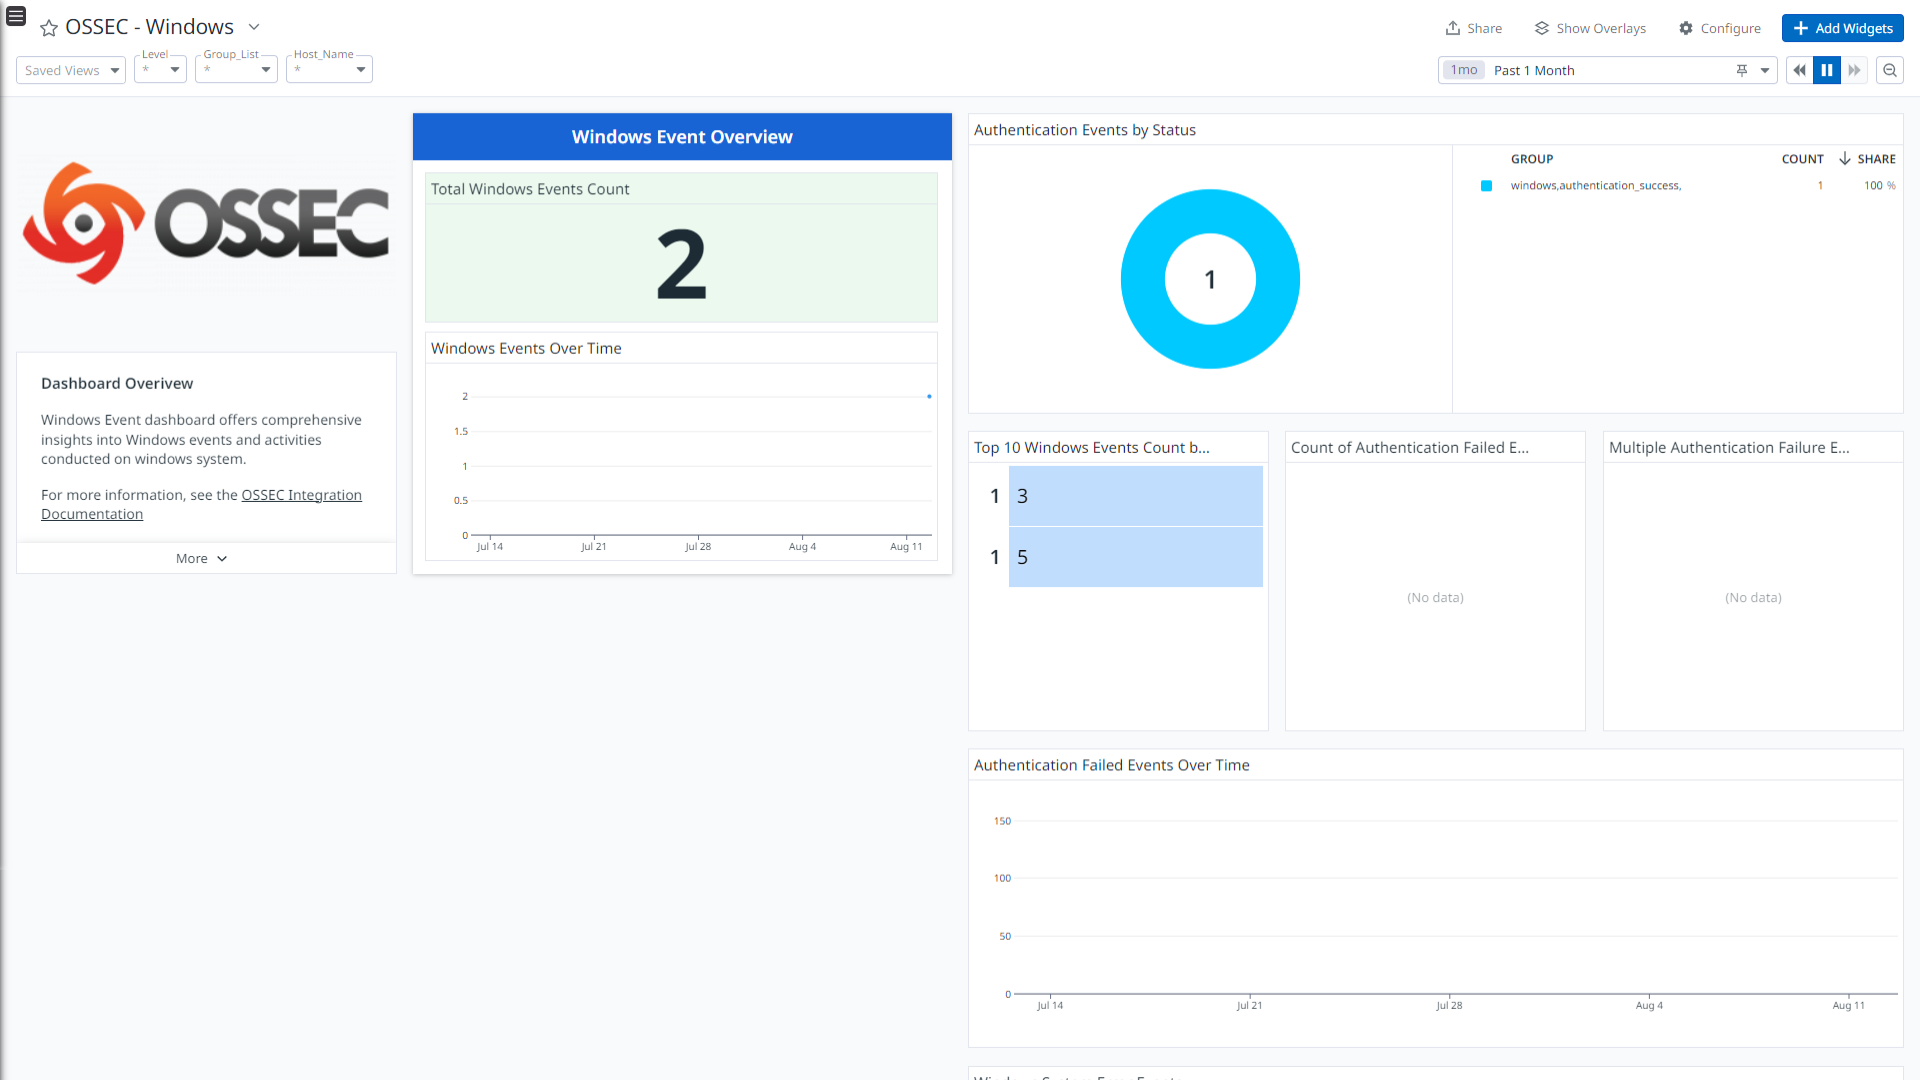 OSSEC - Windows
Share
Show Overlays
Configure
Add Widgets
Saved Views
Level
*
Group_List
*
Host_Name
*
1mo
Past 1 Month
OSSEC
Dashboard Overivew
Windows Event dashboard offers comprehensive
insights into Windows events and activities
conducted on windows system.
For more information, see the OSSEC Integration
Documentation
More
Windows Event Overview
Total Windows Events Count
2
Windows Events Over Time
2
1.5
1
0.5
0
Jul 14
Jul 21
Jul 28
Aug 4
Aug 11
Authentication Events by Status
1
GROUP COUNT SHARE
windows,authentication_success, 1 100 %
Top 10 Windows Events Count b...
1 3
1 5
Count of Authentication Failed E...
(No data)
Multiple Authentication Failure E...
(No data)
Authentication Failed Events Over Time
150
100
50
0
Jul 14
Jul 21
Jul 28
Aug 4
Aug 11